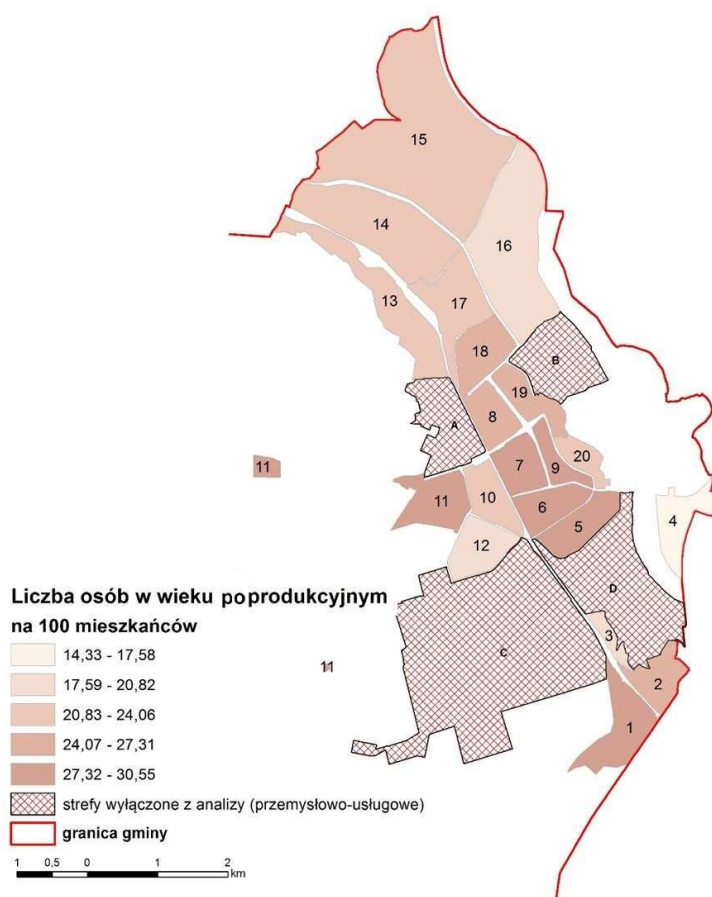 15
14
16
13
17
18
B
19
8
A
20
7
9
11
11
10
6
4
5
12
D
3
C
11
2
1
Liczba osób w wieku poprodukcyjnym
na 100 mieszkańców
14,33 - 17,58
17,59 - 20,82
20,83 - 24,06
24,07 - 27,31
27,32 - 30,55
strefy wyłączone z analizy (przemysłowo-usługowe)
granica gminy
1 0,5 0 1 2
km